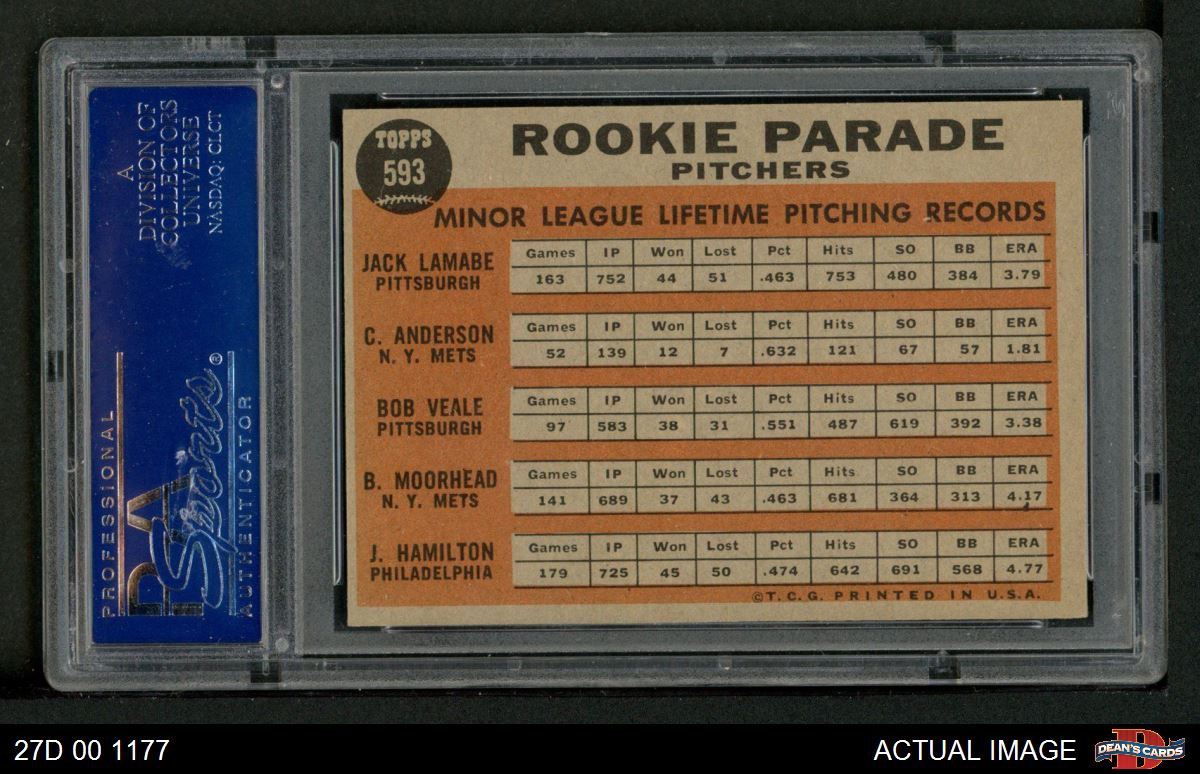 A
DIVISION OF
COLLECTORS
UNIVERSE
NASDAQ: CLCT
PROFESSIONAL
PSA
Sports®
AUTHENTICATOR
TOPPS
593
ROOKIE PARADE
PITCHERS
MINOR LEAGUE LIFETIME PITCHING RECORDS
JACK LAMABE
PITTSBURGH
Games IP Won Lost Pct Hits SO BB ERA
163 752 44 51 .463 753 480 384 3.79
C. ANDERSON
N. Y. METS
Games IP Won Lost Pct Hits SO BB ERA
52 139 12 7 .632 121 67 57 1.81
BOB VEALE
PITTSBURGH
Games IP Won Lost Pct Hits SO BB ERA
97 583 38 31 .551 487 619 392 3.38
B. MOORHEAD
N. Y. METS
Games IP Won Lost Pct Hits SO BB ERA
141 689 37 43 .463 681 364 313 4.17
J. HAMILTON
PHILADELPHIA
Games IP Won Lost Pct Hits SO BB ERA
179 725 45 50 .474 642 691 568 4.77
©T.C.G. PRINTED IN U.S.A.
27D 00 1177
ACTUAL IMAGE
DEAN'S CARDS